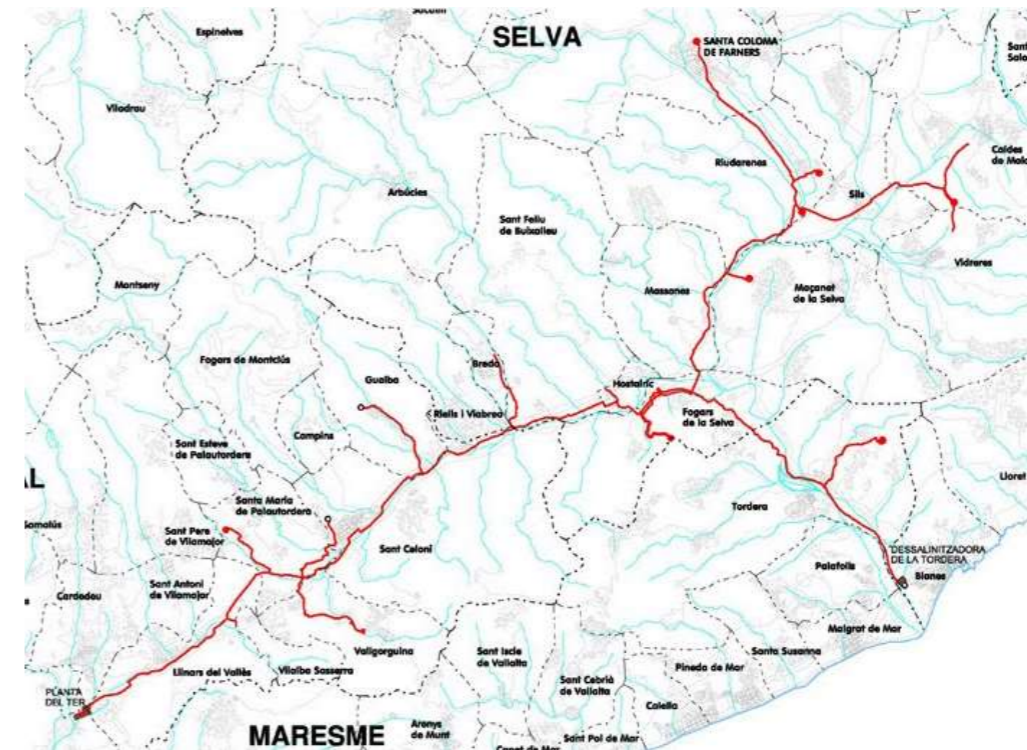 Espinelves
SELVA
SANTA COLOMA
DE FARNERS
Viladrau
Riudarenes
Caldes
Arbúcies
Sils
Sant Feliu
de Buixalleu
Vidreres
Montseny
Massanes
Maçanet
de la Selva
Fogars de Montclús
Breda
Gualba
Hostalric
Riells i Viabrea
Fogars
de la Selva
Campins
Sant Esteve
de Palautordera
Lloret
AL
Santa Maria
de Palautordera
Tordera
Sant Pere
de Vilamajor
Sant Celoni
DESSALINITZADORA
DE LA TORDERA
Palafolls
Blanes
Sant Antoni
de Vilamajor
Cardedeu
Malgrat de Mar
Vallgorguina
Sant Iscle
de Vallalta
Santa Susanna
Llinars del Vallès
Vilalba Sasserra
Pineda de Mar
Sant Cebrià
de Vallalta
PLANTA
DEL TER
Calella
MARESME
Arenys
de Munt
Sant Pol de Mar
Canet de Mar